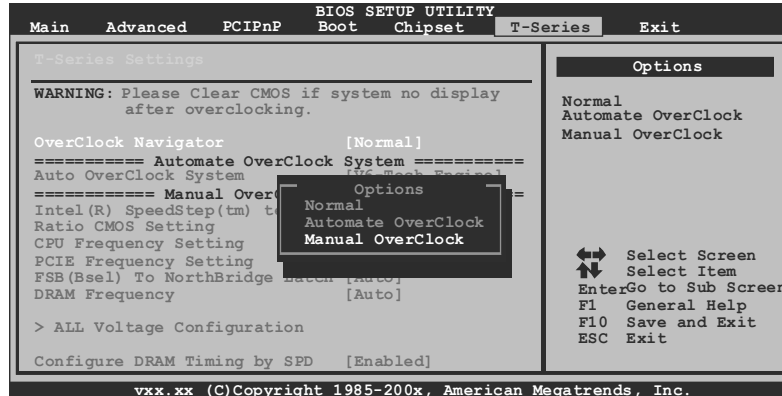 BIOS SETUP UTILITY
Main Advanced PCIPnP Boot Chipset T-Series Exit
T-Series Settings
WARNING: Please Clear CMOS if system no display
after overclocking.
OverClock Navigator [Normal]
=========== Automate OverClock System ===========
Auto OverClock System [V6-Tech Engine]
============ Manual Over
Intel(R) SpeedStep(tm)
Ratio CMOS Setting
CPU Frequency Setting
PCIE Frequency Setting
FSB(Bsel) To NorthBridge Latch [Auto]
DRAM Frequency [Auto]
> ALL Voltage Configuration
Configure DRAM Timing by SPD [Enabled]
Options
Normal
Automate OverClock
Manual OverClock
Options
Normal
Automate OverClock
Manual OverClock
Select Screen
Select Item
Enter Go to Sub Screen
F1 General Help
F10 Save and Exit
ESC Exit
vxx.xx (C)Copyright 1985-200x, American Megatrends, Inc.